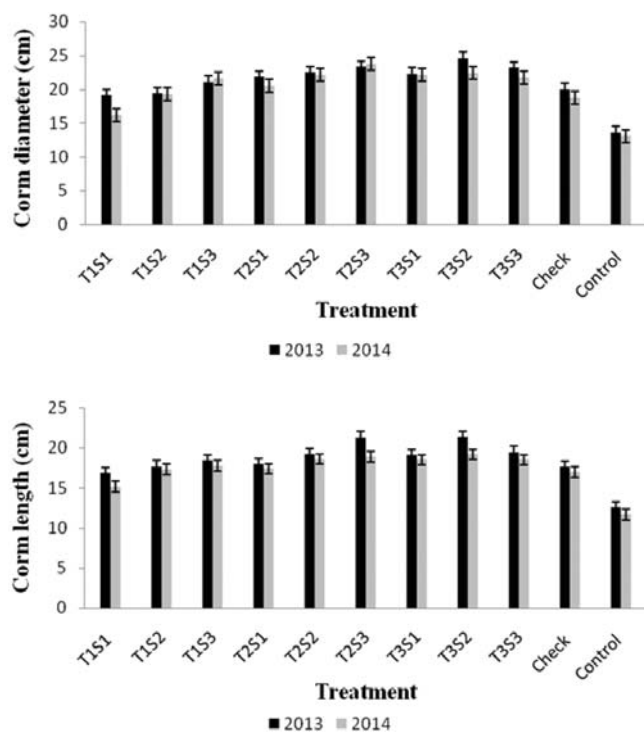 Corm diameter (cm)
30
25
20
15
10
5
0
T1S1 T1S2 T1S3 T2S1 T2S2 T2S3 T3S1 T3S2 T3S3 Check Control
Treatment
2013 2014
Corm length (cm)
25
20
15
10
5
0
T1S1 T1S2 T1S3 T2S1 T2S2 T2S3 T3S1 T3S2 T3S3 Check Control
Treatment
2013 2014